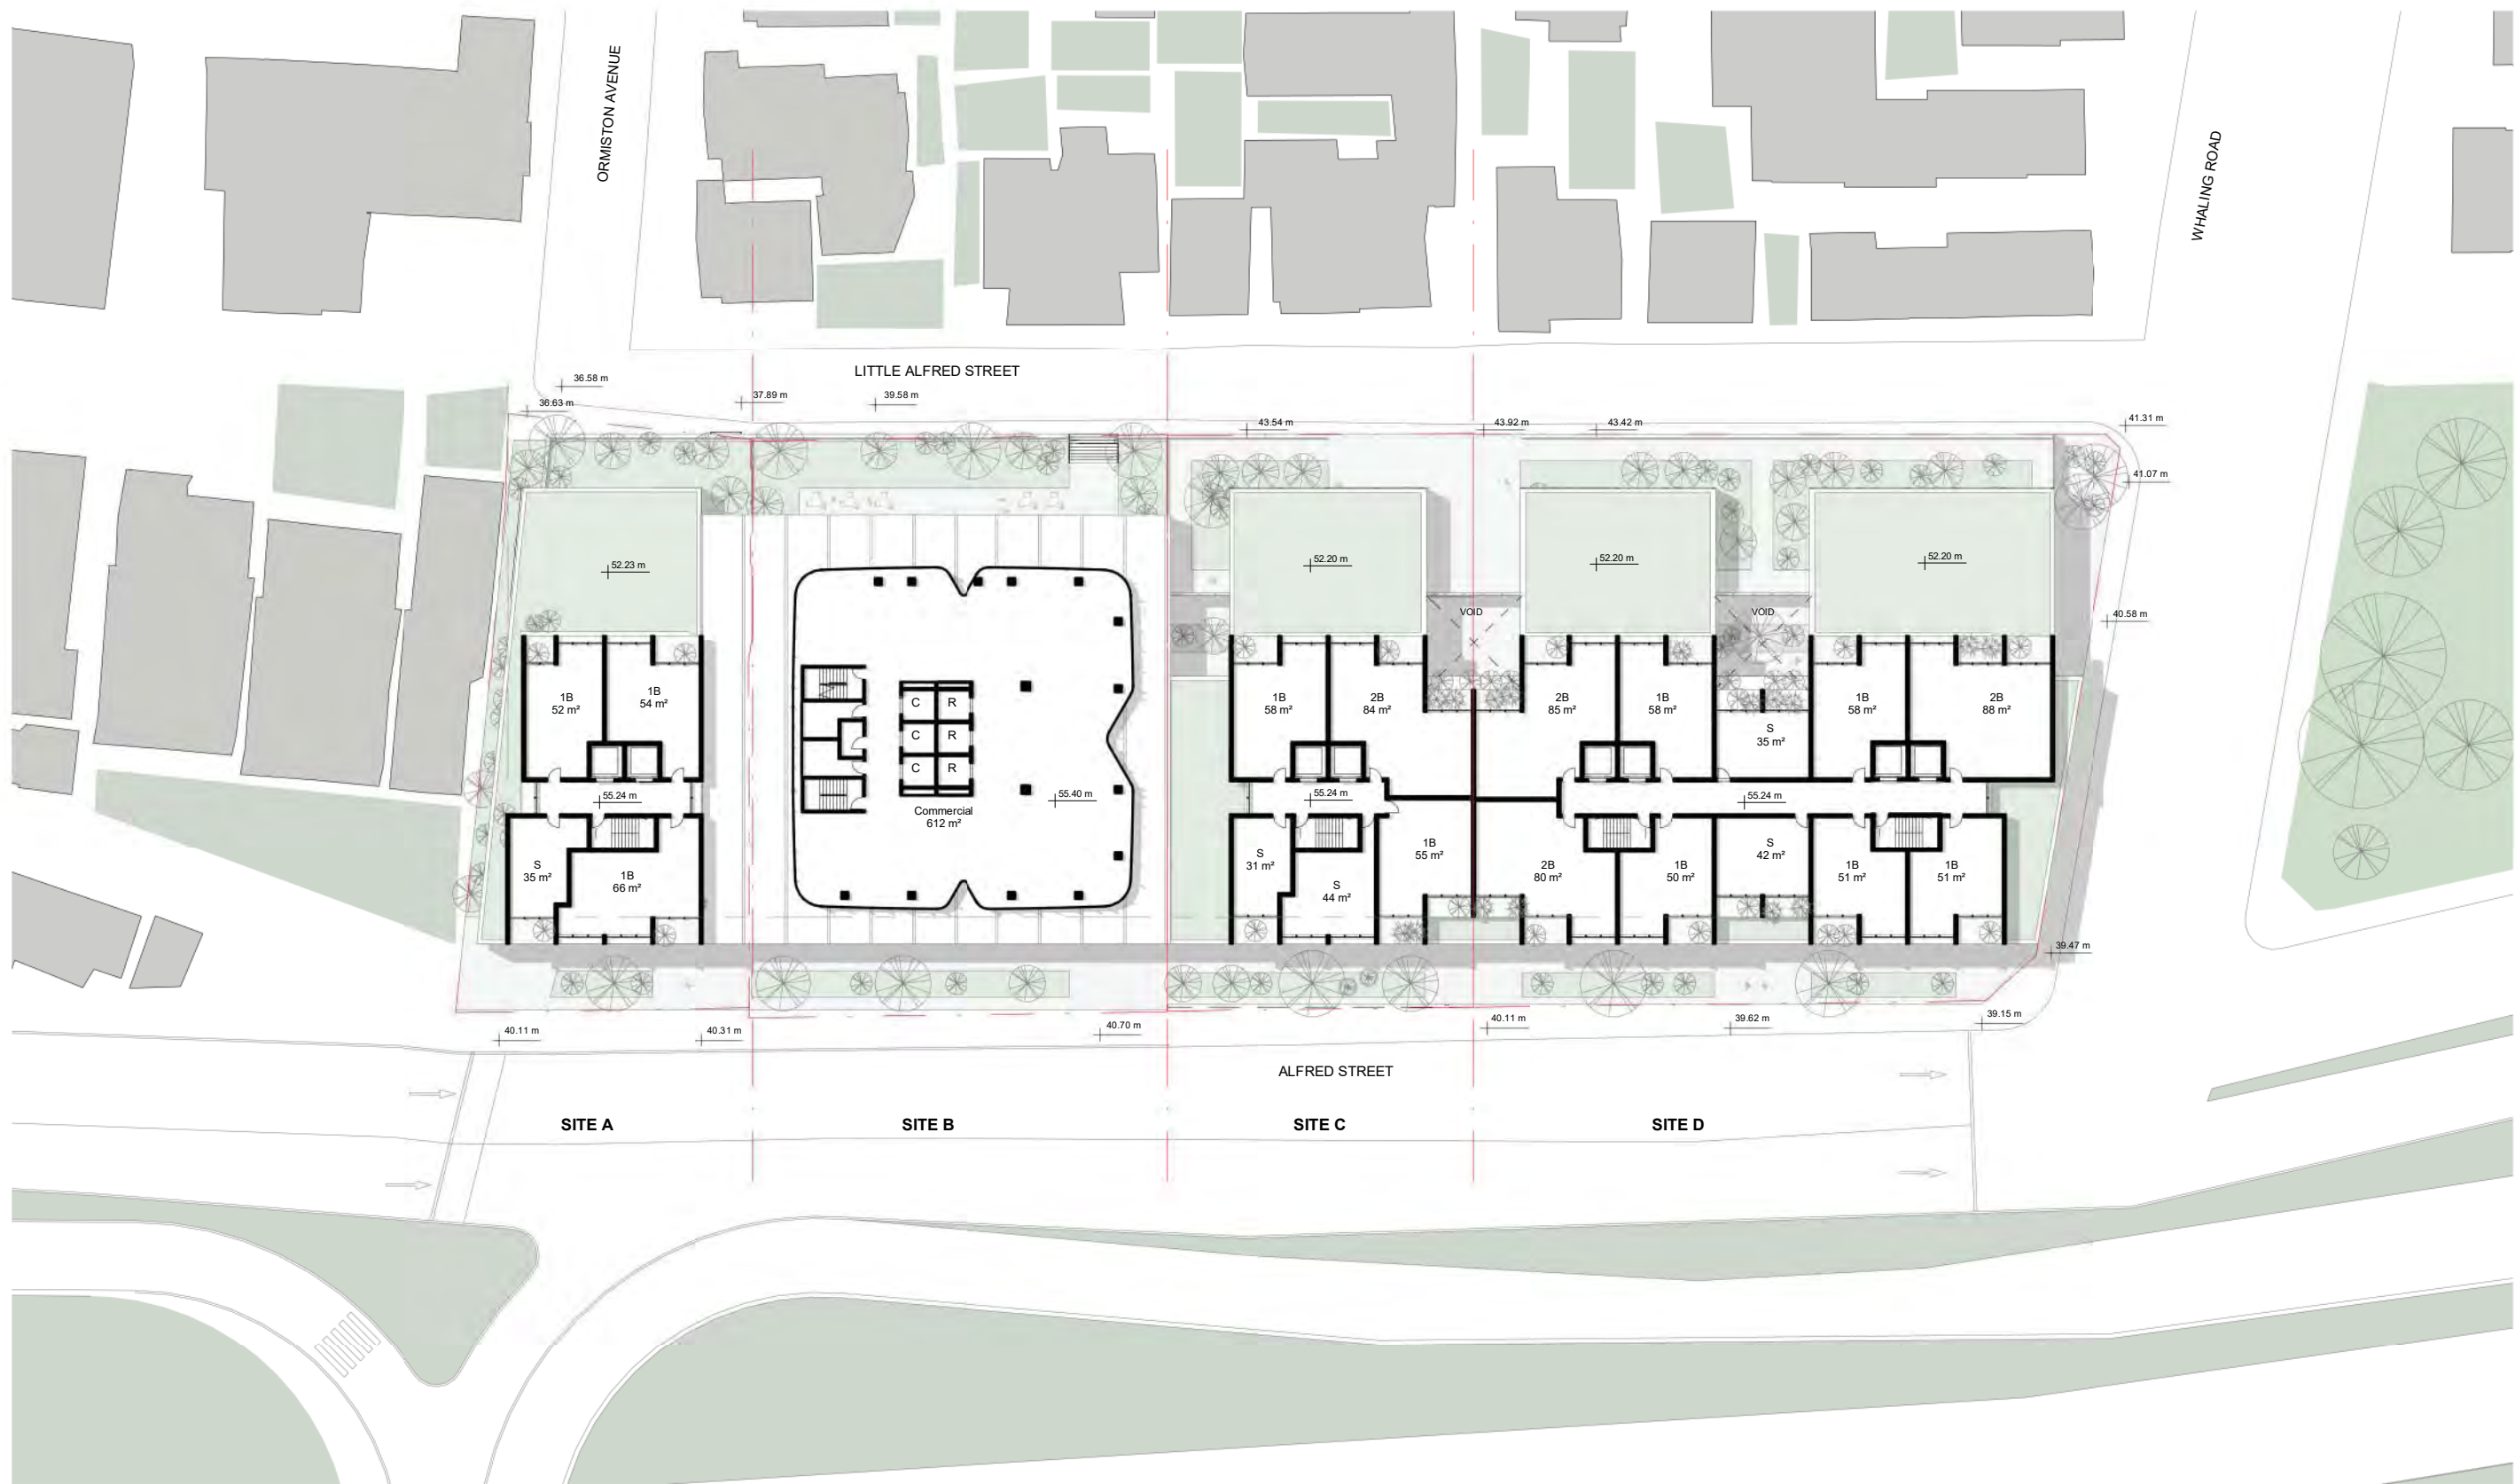 ORMISTON AVENUE
WHALING ROAD
LITTLE ALFRED STREET
36.58 m
36.63 m
37.89 m
39.58 m
43.54 m
43.92 m
43.42 m
41.31 m
41.07 m
52.23 m
52.20 m
52.20 m
52.20 m
VOID
VOID
40.58 m
1B
52 m²
1B
54 m²
C R
C R
C R
1B
58 m²
2B
84 m²
2B
85 m²
1B
58 m²
S
35 m²
1B
58 m²
2B
88 m²
55.24 m
55.40 m
55.24 m
55.24 m
Commercial
612 m²
S
35 m²
1B
66 m²
S
31 m²
S
44 m²
1B
55 m²
2B
80 m²
1B
50 m²
S
42 m²
1B
51 m²
1B
51 m²
39.47 m
40.11 m
40.31 m
40.70 m
40.11 m
39.62 m
39.15 m
ALFRED STREET
SITE A
SITE B
SITE C
SITE D